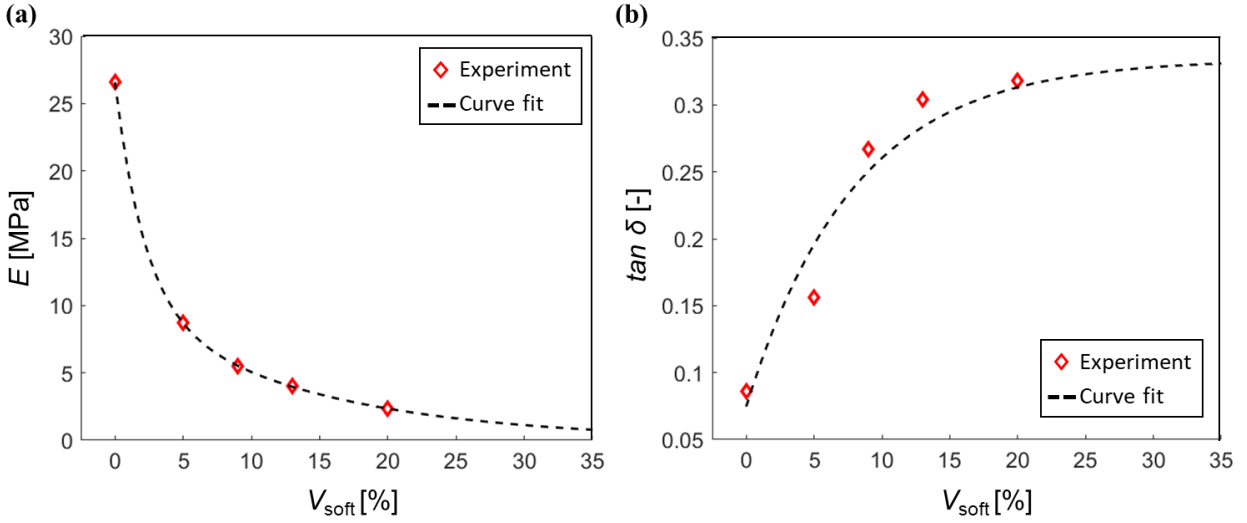 (a)
30
25
20
15
10
5
0
E [MPa]
0 5 10 15 20 25 30 35
V_soft [%]
Experiment
Curve fit
(b)
0.35
0.3
0.25
0.2
0.15
0.1
0.05
tan δ [-]
0 5 10 15 20 25 30 35
V_soft [%]
Experiment
Curve fit